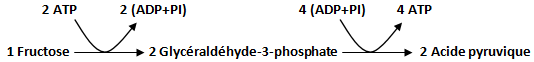 2 ATP 2 (ADP+PI) 4 (ADP+PI) 4 ATP
1 Fructose 2 Glycéraldéhyde-3-phosphate 2 Acide pyruvique